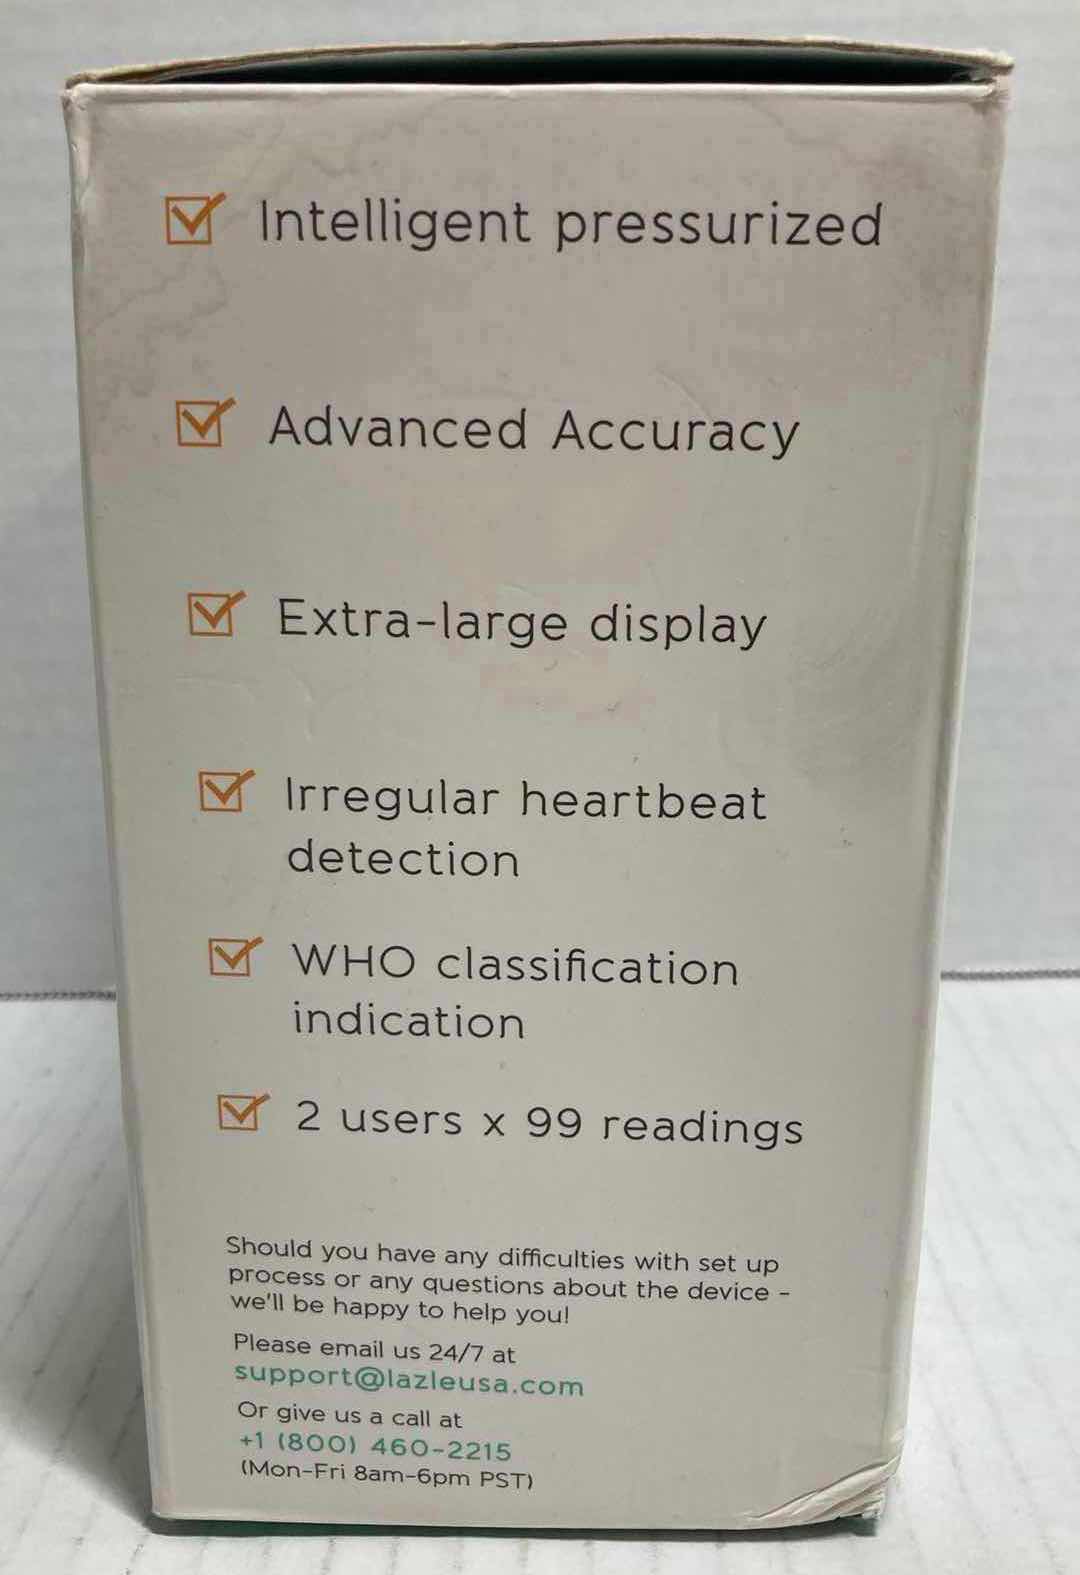 Intelligent pressurized
Advanced Accuracy
Extra-large display
Irregular heartbeat
detection
WHO classification
indication
2 users x 99 readings
Should you have any difficulties with set up
process or any questions about the device -
we'll be happy to help you!
Please email us 24/7 at
support@lazleusa.com
Or give us a call at
+1 (800) 460-2215
(Mon-Fri 8am-6pm PST)